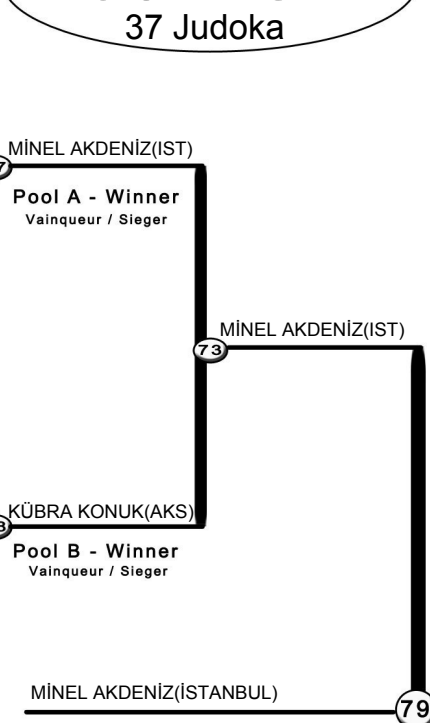 37 Judoka
MİNEL AKDENİZ(IST)
Pool A - Winner
Vainqueur / Sieger
MİNEL AKDENİZ(IST)
73
KÜBRA KONUK(AKS)
Pool B - Winner
Vainqueur / Sieger
MİNEL AKDENİZ(İSTANBUL)
79